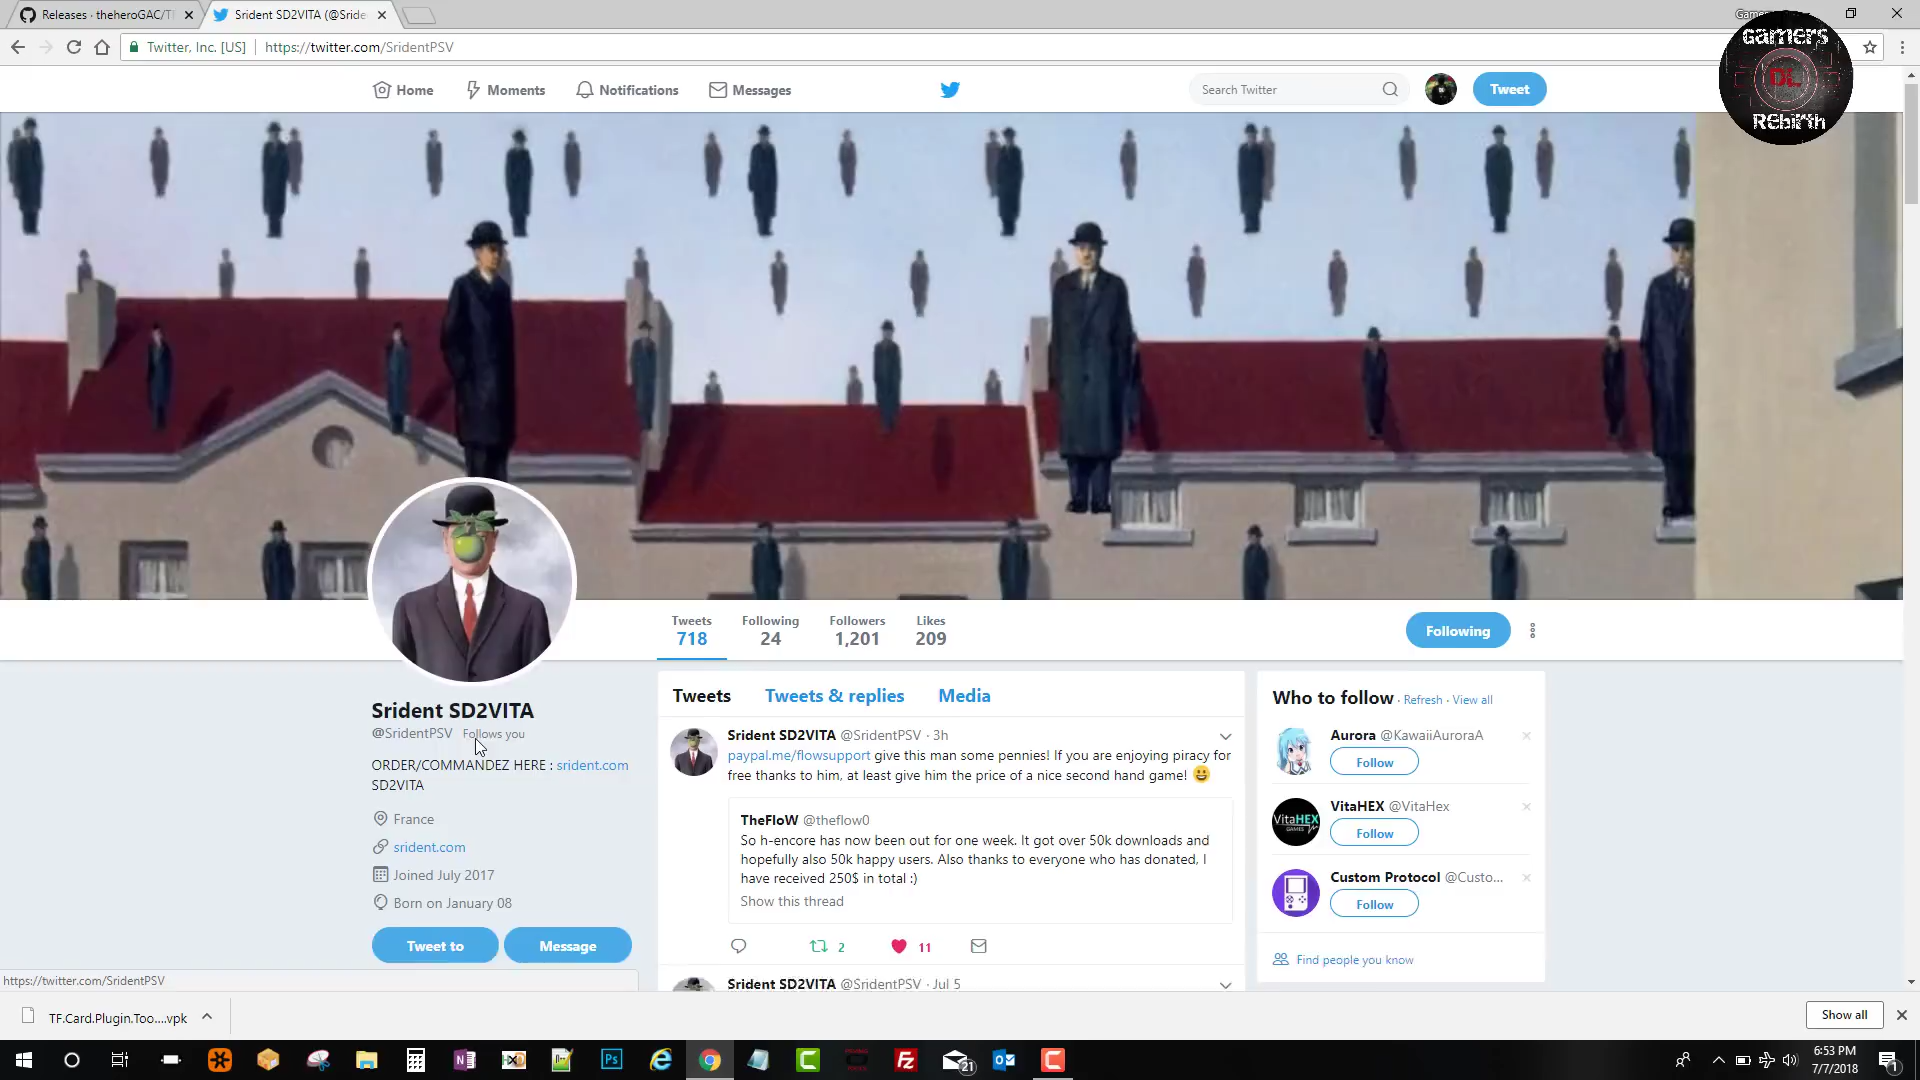 Releases · theheroGAC/TF
Srident SD2VITA (@Sride
Twitter, Inc. [US]
https://twitter.com/SridentPSV
GAMERS
DL
REbirth
Home
Moments
Notifications
Messages
Search Twitter
Tweet
Tweets
718
Following
24
Followers
1,201
Likes
209
Following
Srident SD2VITA
@SridentPSV Follows you
ORDER/COMMANDEZ HERE : srident.com
SD2VITA
France
srident.com
Joined July 2017
Born on January 08
Tweet to
Message
Tweets
Tweets & replies
Media
Srident SD2VITA @SridentPSV · 3h
paypal.me/flowsupport give this man some pennies! If you are enjoying piracy for
free thanks to him, at least give him the price of a nice second hand game! 😀
TheFloW @theflow0
So h-encore has now been out for one week. It got over 50k downloads and
hopefully also 50k happy users. Also thanks to everyone who has donated, I
have received 250$ in total :)
Show this thread
2
11
Srident SD2VITA @SridentPSV · Jul 5
Who to follow · Refresh · View all
Aurora @KawaiiAuroraA
Follow
VitaHEX @VitaHex
Follow
Custom Protocol @Custo...
Follow
Find people you know
https://twitter.com/SridentPSV
TF.Card.Plugin.Too....vpk
Show all
21
6:53 PM
7/7/2018
1